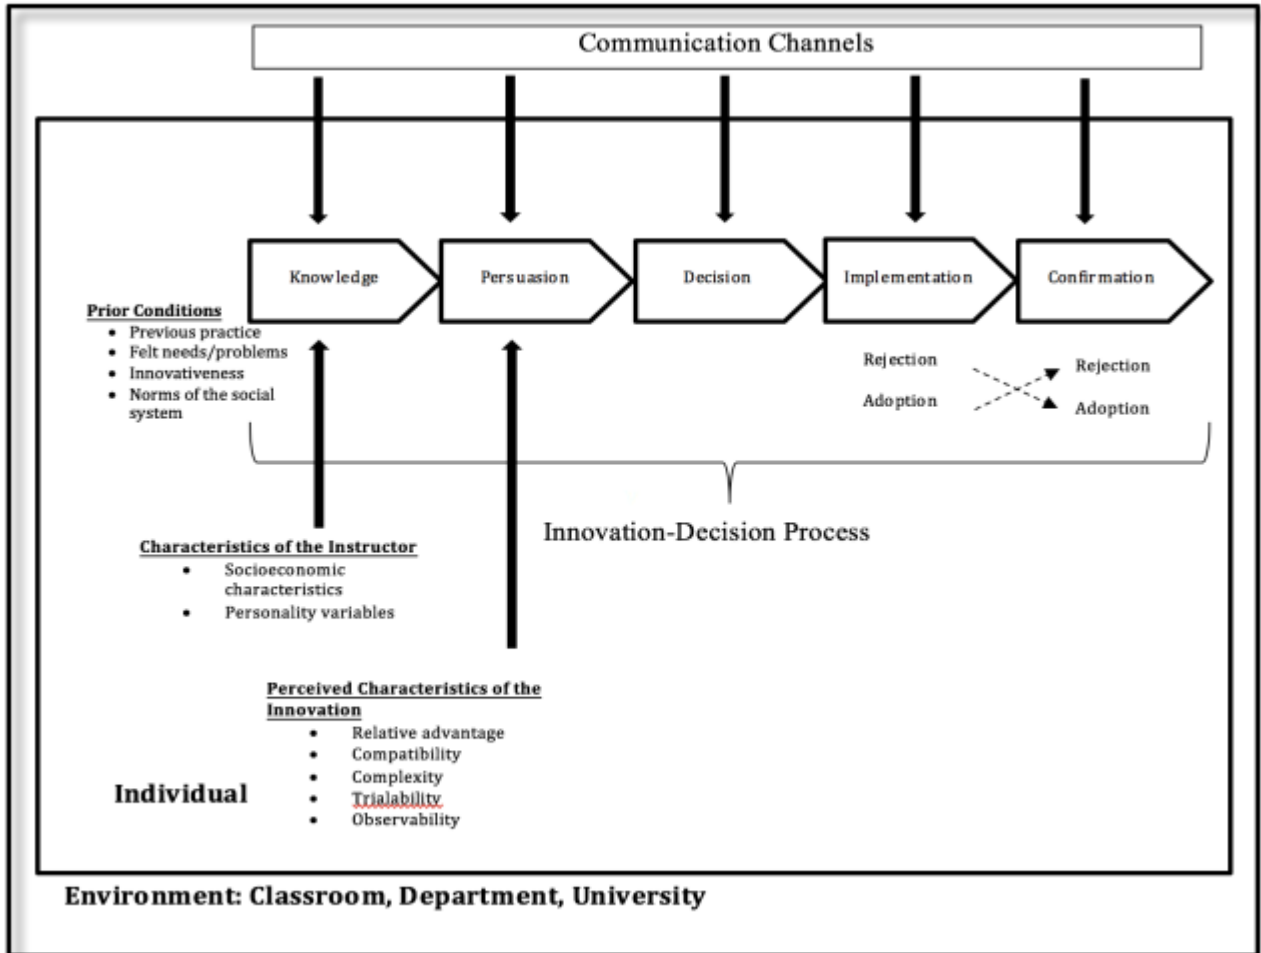 Communication Channels
Knowledge
Persuasion
Decision
Implementation
Confirmation
Prior Conditions
• Previous practice
• Felt needs/problems
• Innovativeness
• Norms of the social
system
Rejection
Adoption
Rejection
Adoption
Innovation-Decision Process
Characteristics of the Instructor
• Socioeconomic
characteristics
• Personality variables
Perceived Characteristics of the
Innovation
• Relative advantage
• Compatibility
• Complexity
• Trialability
• Observability
Individual
Environment: Classroom, Department, University